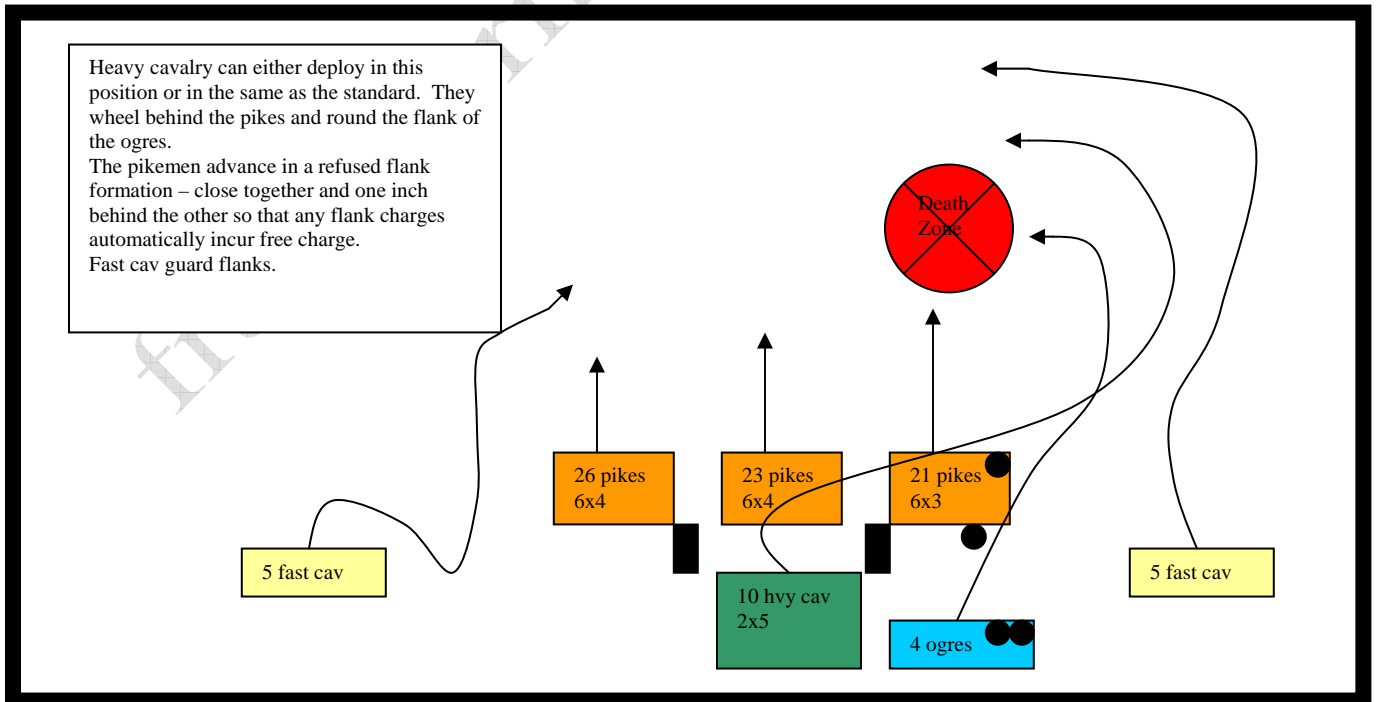 Heavy cavalry can either deploy in this
position or in the same as the standard.  They
wheel behind the pikes and round the flank of
the ogres.
The pikemen advance in a refused flank
formation – close together and one inch
behind the other so that any flank charges
automatically incur free charge.
Fast cav guard flanks.
Death
Zone
26 pikes
6x4
23 pikes
6x4
21 pikes
6x3
5 fast cav
5 fast cav
10 hvy cav
2x5
4 ogres